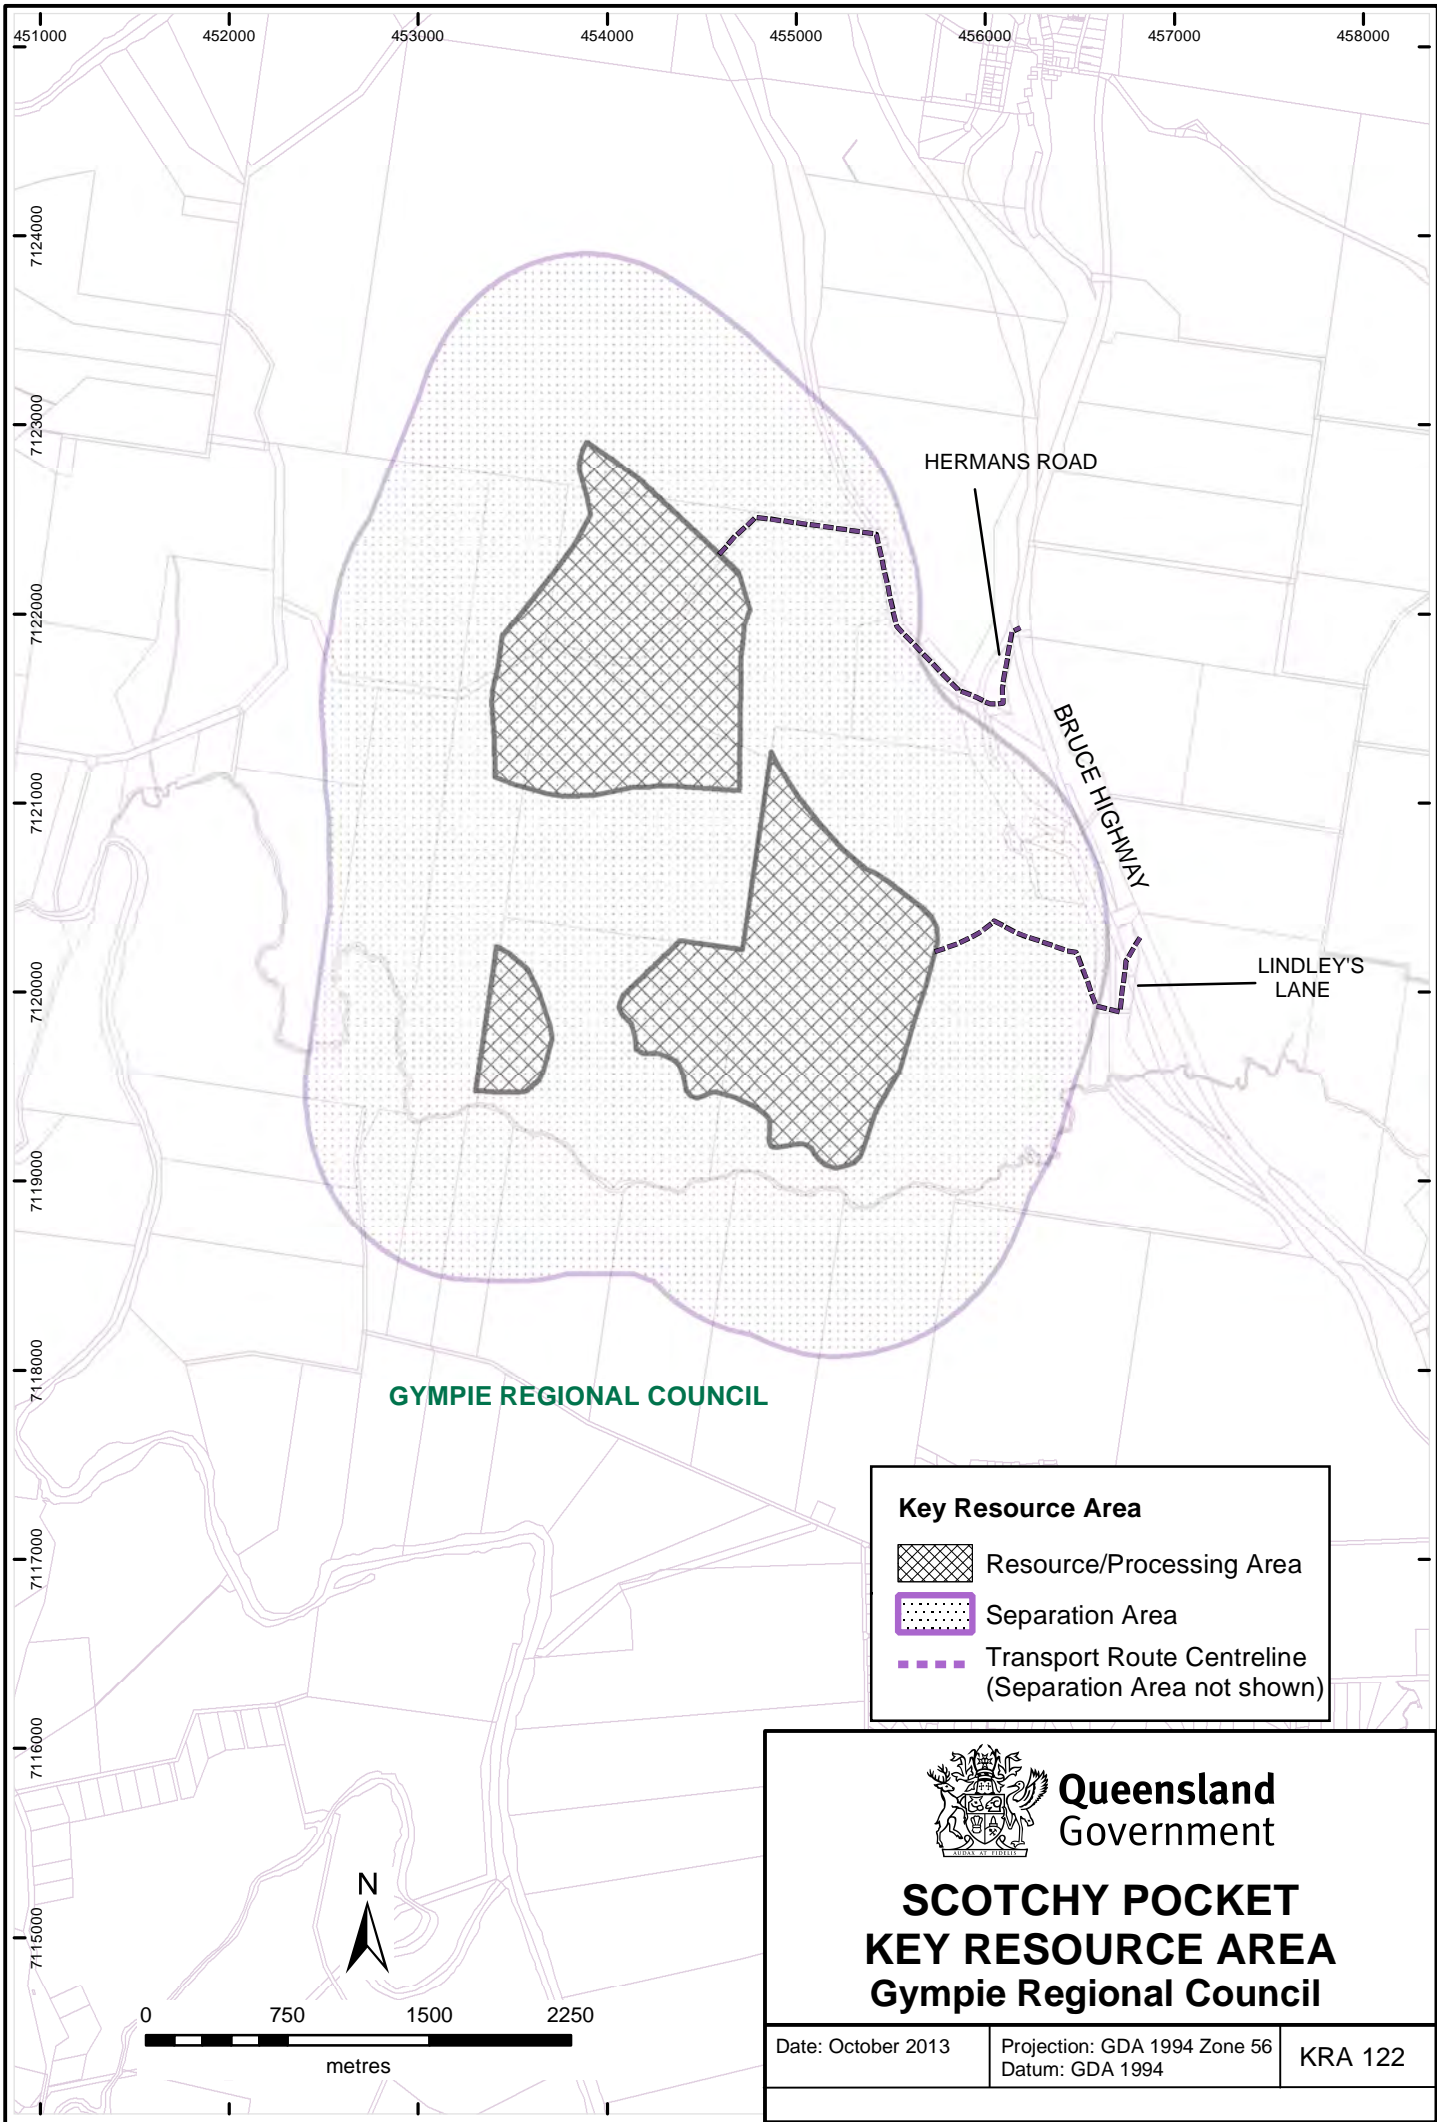 451000 452000 453000 454000 455000 456000 457000 458000
7124000
7123000
7122000
7121000
7120000
7119000
7118000
7117000
7116000
7115000
HERMANS ROAD
BRUCE HIGHWAY
LINDLEY'S
LANE
GYMPIE REGIONAL COUNCIL
Key Resource Area
Resource/Processing Area
Separation Area
Transport Route Centreline
(Separation Area not shown)
N
0 750 1500 2250
metres
AUDAX AT FIDELIS
Queensland
Government
SCOTCHY POCKET
KEY RESOURCE AREA
Gympie Regional Council
Date: October 2013
Projection: GDA 1994 Zone 56
Datum: GDA 1994
KRA 122